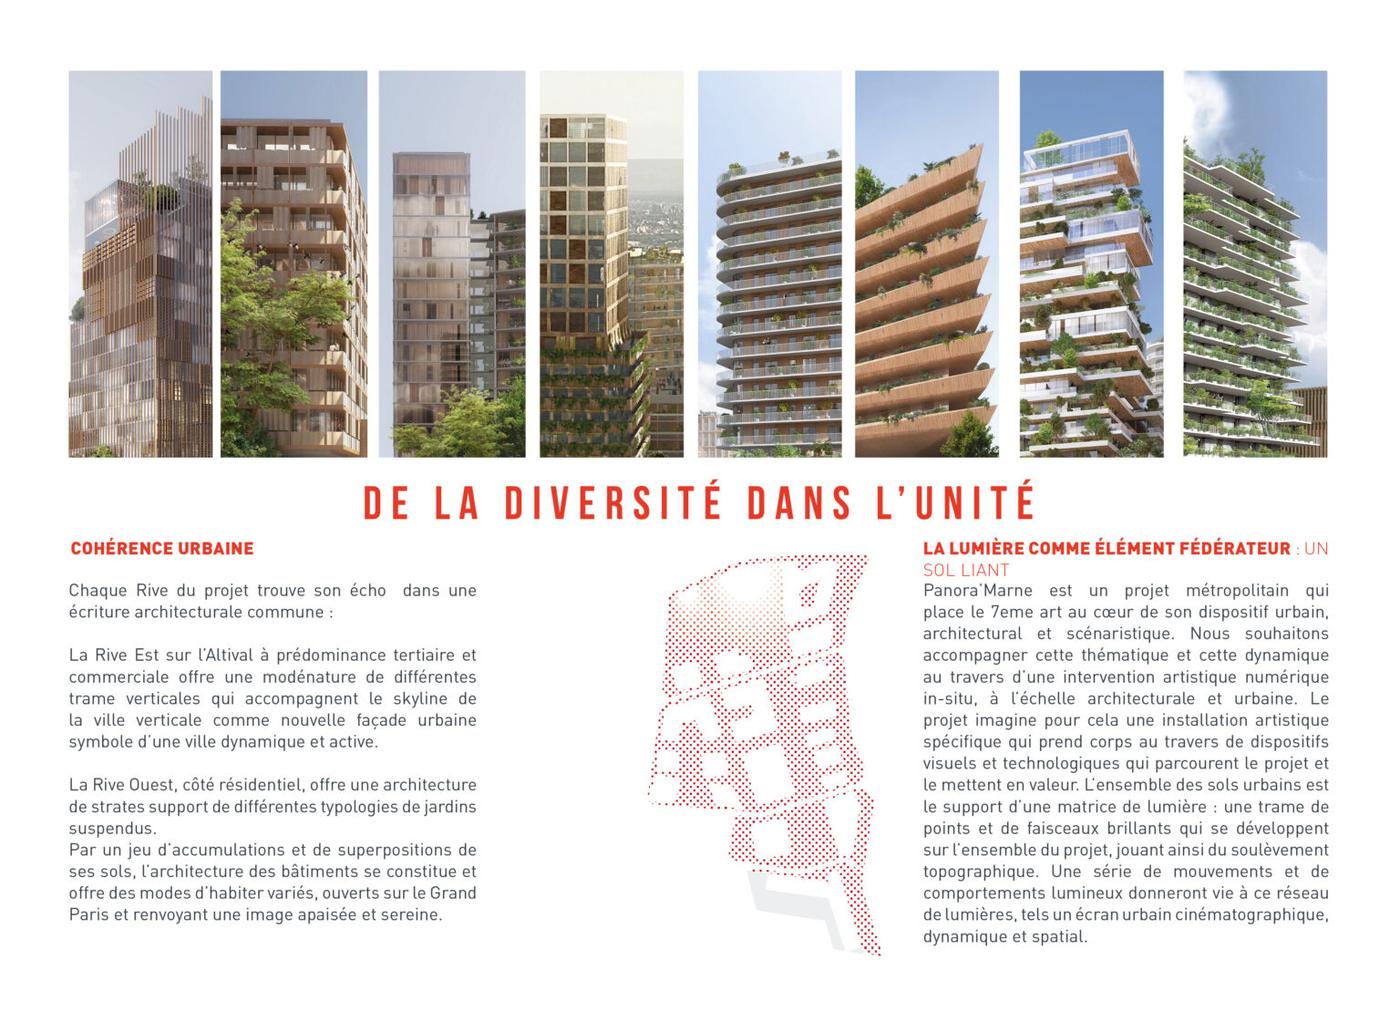 DE LA DIVERSITÉ DANS L’UNITÉ
COHÉRENCE URBAINE
Chaque Rive du projet trouve son écho dans une
écriture architecturale commune :
La Rive Est sur l’Altival à prédominance tertiaire et
commerciale offre une modénature de différentes
trame verticales qui accompagnent le skyline de
la ville verticale comme nouvelle façade urbaine
symbole d’une ville dynamique et active.
La Rive Ouest, côté résidentiel, offre une architecture
de strates support de différentes typologies de jardins
suspendus.
Par un jeu d’accumulations et de superpositions de
ses sols, l’architecture des bâtiments se constitue et
offre des modes d’habiter variés, ouverts sur le Grand
Paris et renvoyant une image apaisée et sereine.
LA LUMIÈRE COMME ÉLÉMENT FÉDÉRATEUR : UN
SOL LIANT
Panora’Marne est un projet métropolitain qui
place le 7eme art au cœur de son dispositif urbain,
architectural et scénaristique. Nous souhaitons
accompagner cette thématique et cette dynamique
au travers d’une intervention artistique numérique
in-situ, à l’échelle architecturale et urbaine. Le
projet imagine pour cela une installation artistique
spécifique qui prend corps au travers de dispositifs
visuels et technologiques qui parcourent le projet et
le mettent en valeur. L’ensemble des sols urbains est
le support d’une matrice de lumière : une trame de
points et de faisceaux brillants qui se développent
sur l’ensemble du projet, jouant ainsi du soulèvement
topographique. Une série de mouvements et de
comportements lumineux donneront vie à ce réseau
de lumières, tels un écran urbain cinématographique,
dynamique et spatial.